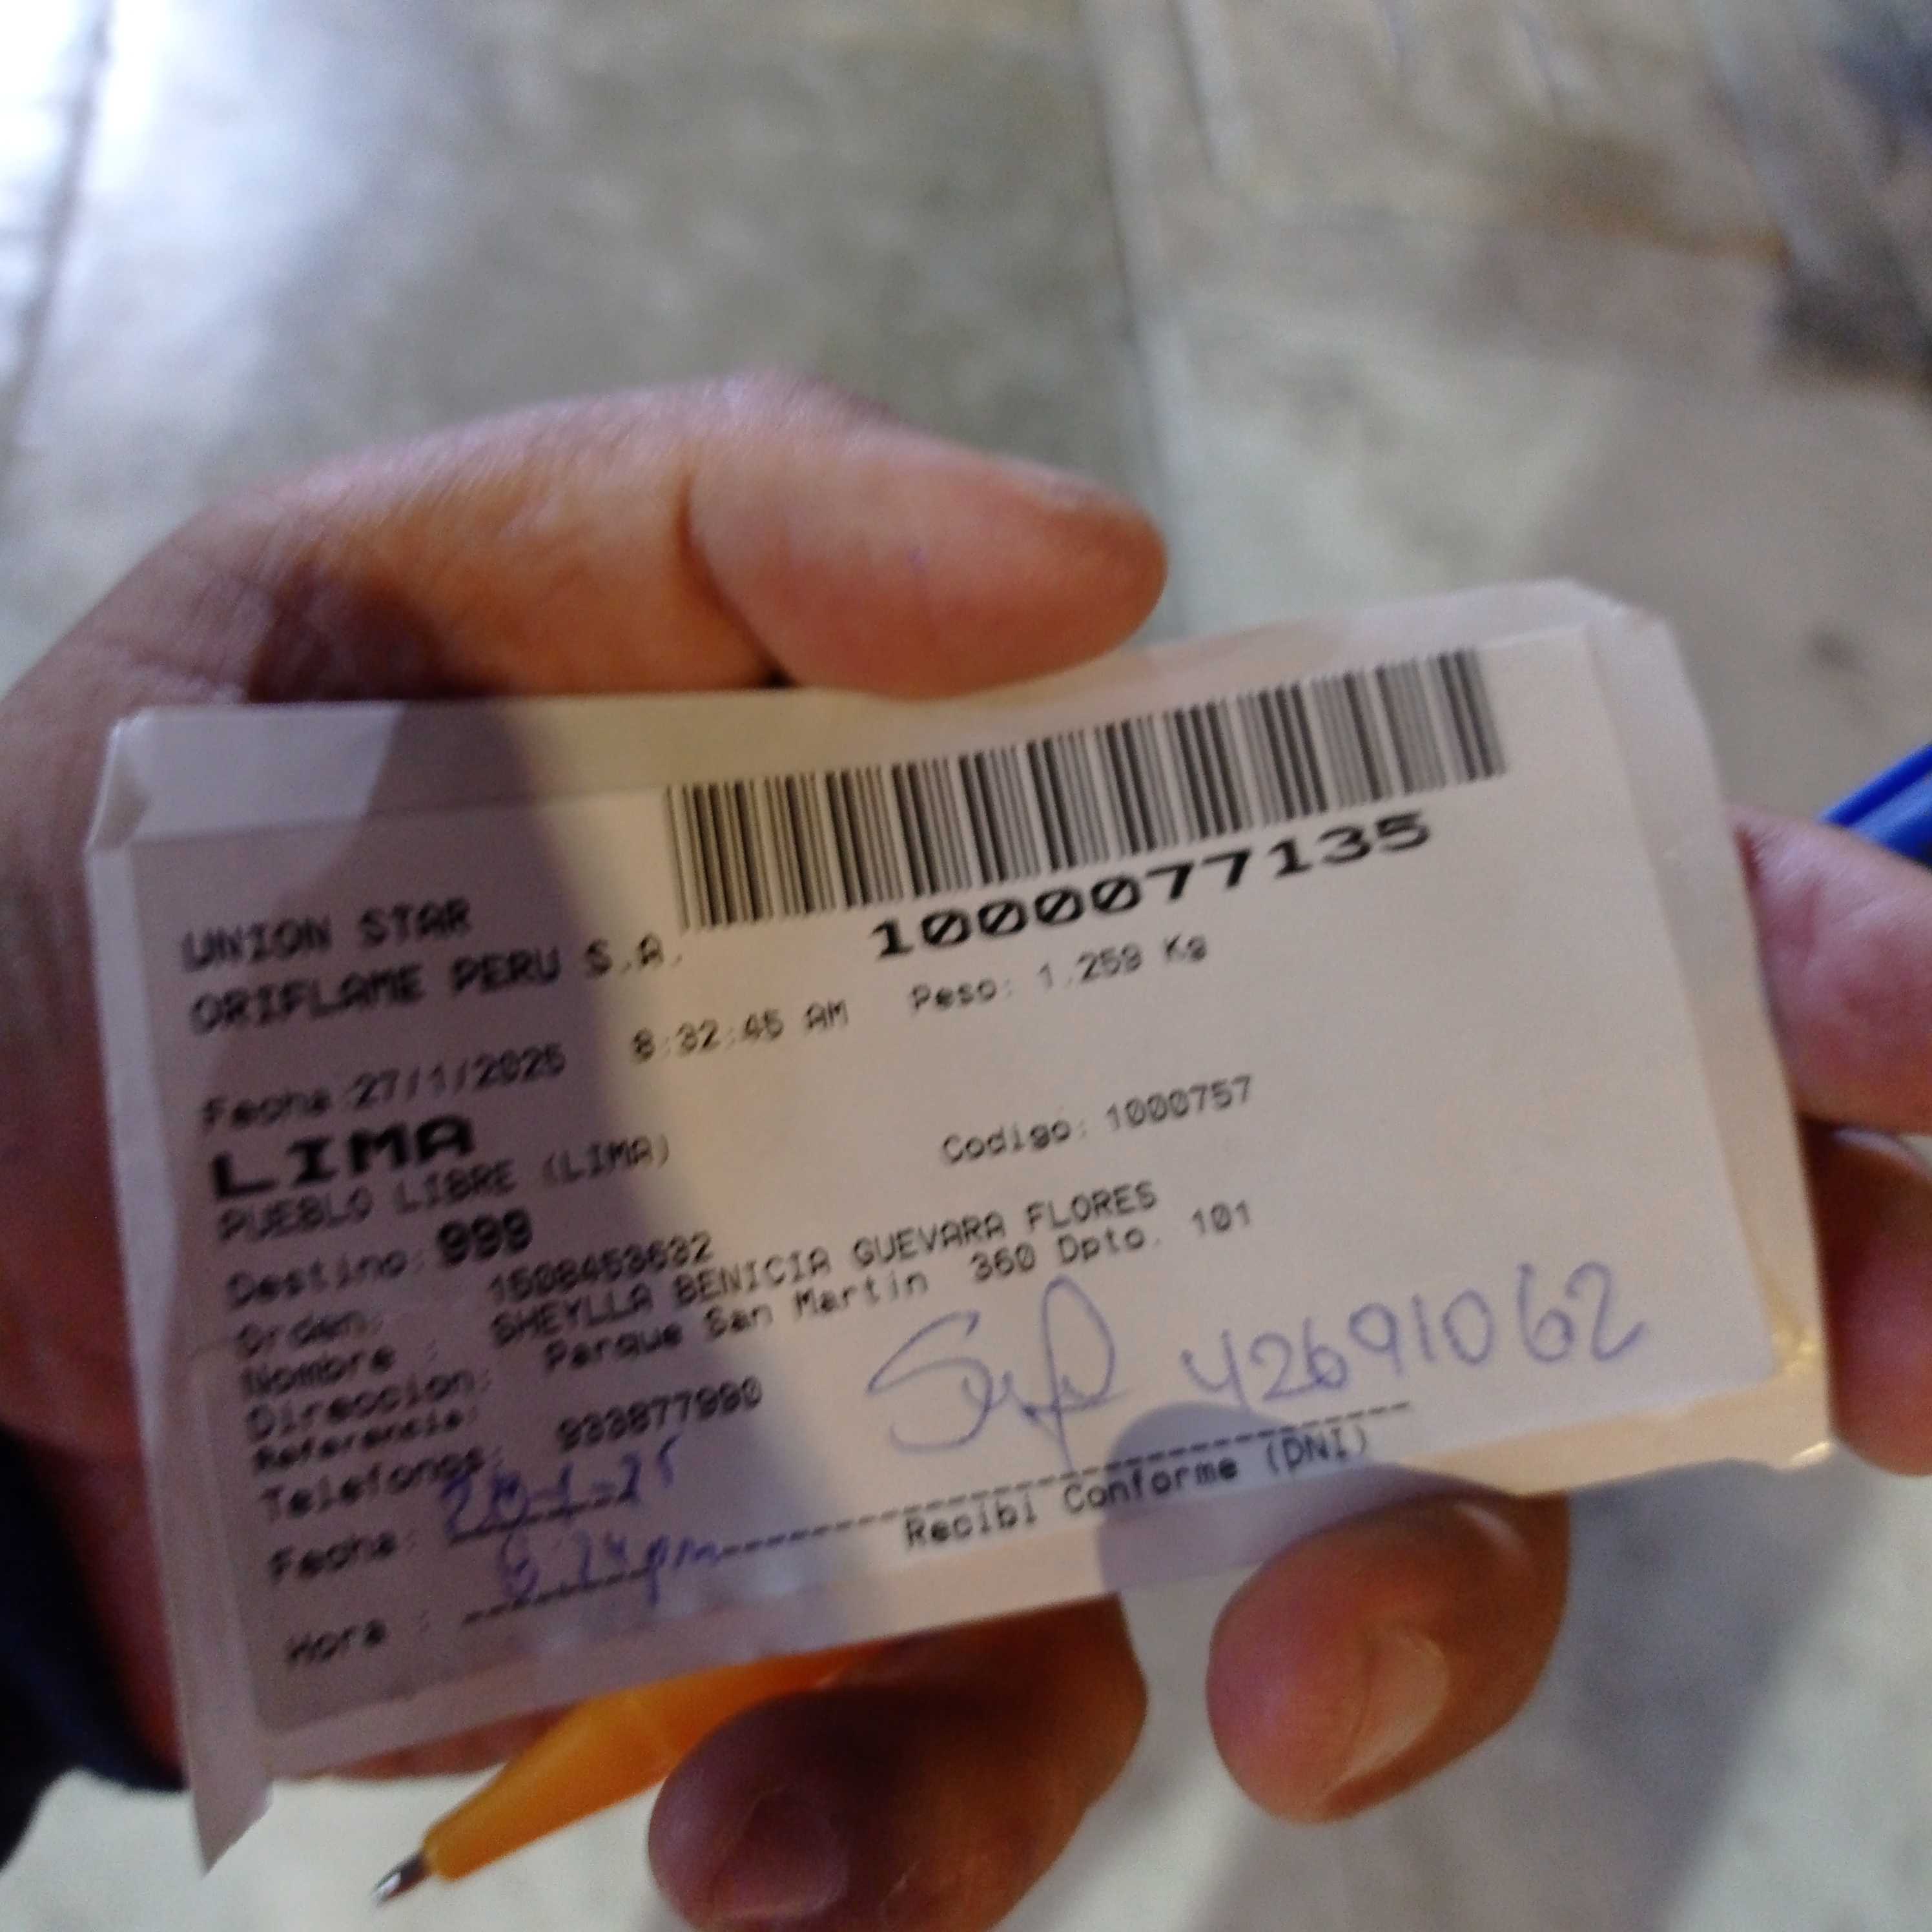 1000077135
UNION STAR
ORIFLAME PERU S.A.
Fecha:27/1/2025 8:32:45 AM Peso: 1.259 Kg
LIMA
PUEBLO LIBRE (LIMA) Codigo: 1000757
Destino: 999
Orden: 1508453632
Nombre : SHEYLLA BENICIA GUEVARA FLORES
Direccion: Parque San Martin 360 Dpto. 101
Referencia:
Telefonos: 933877990
42691062
Fecha:
Recibi Conforme (DNI)
Hora : pm